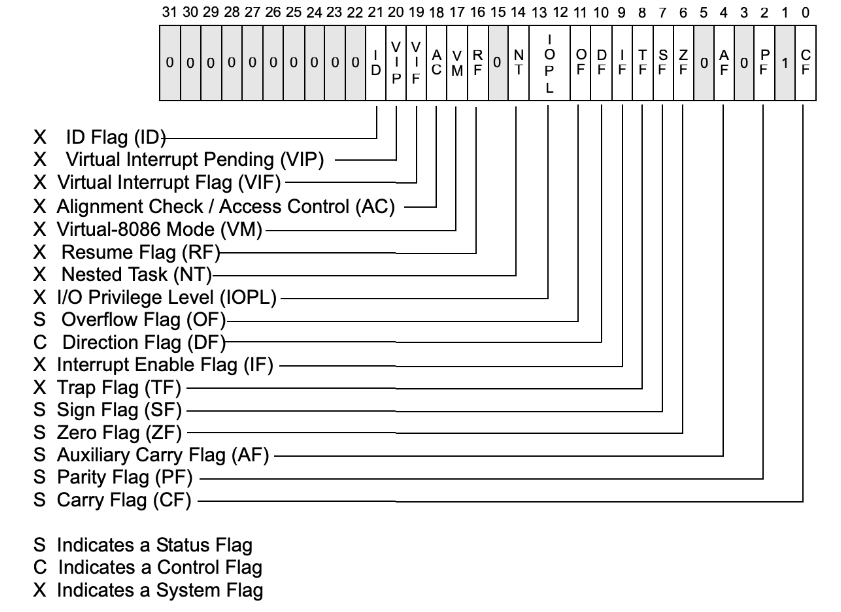 31 30 29 28 27 26 25 24 23 22 21 20 19 18 17 16 15 14 13 12 11 10 9 8 7 6 5 4 3 2 1 0
0 0 0 0 0 0 0 0 0 0 ID VIP VIF AC VM RF 0 NT IOPL OF DF IF TF SF ZF 0 AF 0 PF 1 CF
X ID Flag (ID)
X Virtual Interrupt Pending (VIP)
X Virtual Interrupt Flag (VIF)
X Alignment Check / Access Control (AC)
X Virtual-8086 Mode (VM)
X Resume Flag (RF)
X Nested Task (NT)
X I/O Privilege Level (IOPL)
S Overflow Flag (OF)
C Direction Flag (DF)
X Interrupt Enable Flag (IF)
X Trap Flag (TF)
S Sign Flag (SF)
S Zero Flag (ZF)
S Auxiliary Carry Flag (AF)
S Parity Flag (PF)
S Carry Flag (CF)
S Indicates a Status Flag
C Indicates a Control Flag
X Indicates a System Flag